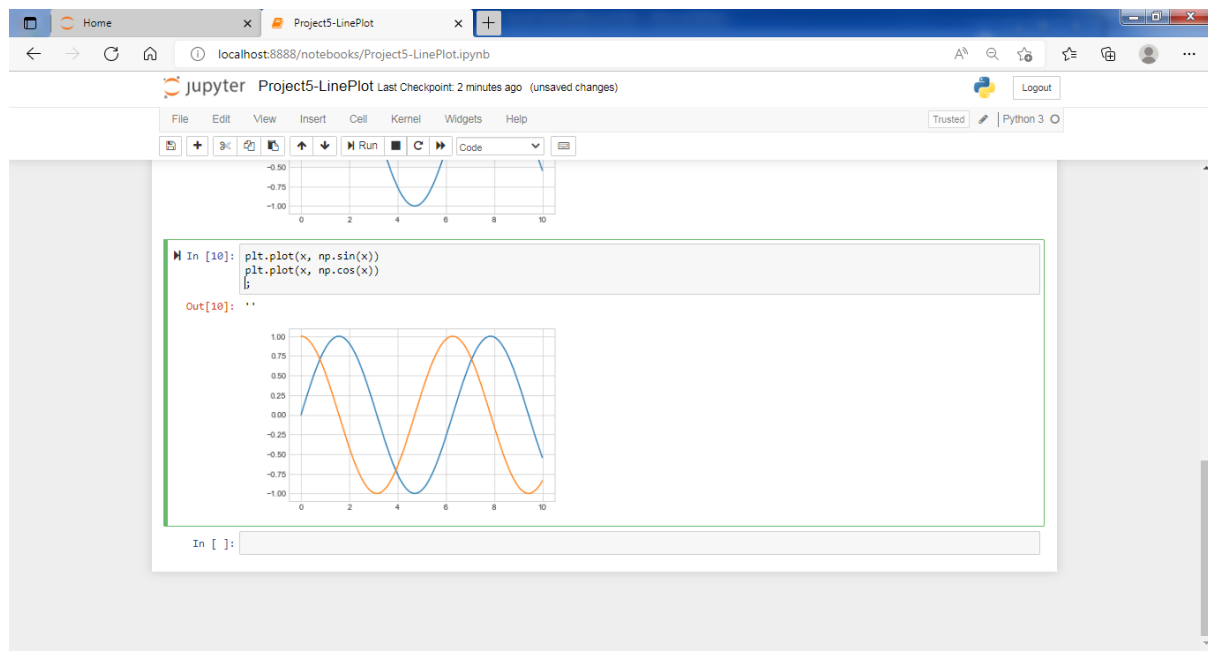 Home
Project5-LinePlot
localhost:8888/notebooks/Project5-LinePlot.ipynb
jupyter Project5-LinePlot Last Checkpoint: 2 minutes ago (unsaved changes)
Logout
File Edit View Insert Cell Kernel Widgets Help
Trusted Python 3
Run Code
−0.50
−0.75
−1.00
0 2 4 6 8 10
In [10]: plt.plot(x, np.sin(x))
plt.plot(x, np.cos(x))
;
Out[10]: ''
1.00
0.75
0.50
0.25
0.00
−0.25
−0.50
−0.75
−1.00
0 2 4 6 8 10
In [ ]: